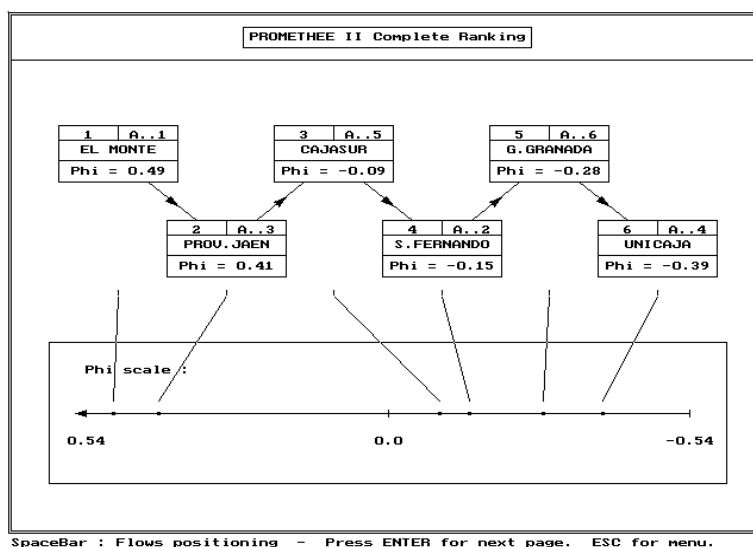 PROMETHEE II Complete Ranking
1 A..1
EL MONTE
Phi = 0.49
3 A..5
CAJASUR
Phi = -0.09
5 A..6
G.GRANADA
Phi = -0.28
2 A..3
PROV.JAEN
Phi = 0.41
4 A..2
S.FERNANDO
Phi = -0.15
6 A..4
UNICAJA
Phi = -0.39
Phi scale :
0.54 0.0 -0.54
SpaceBar : Flows positioning - Press ENTER for next page. ESC for menu.